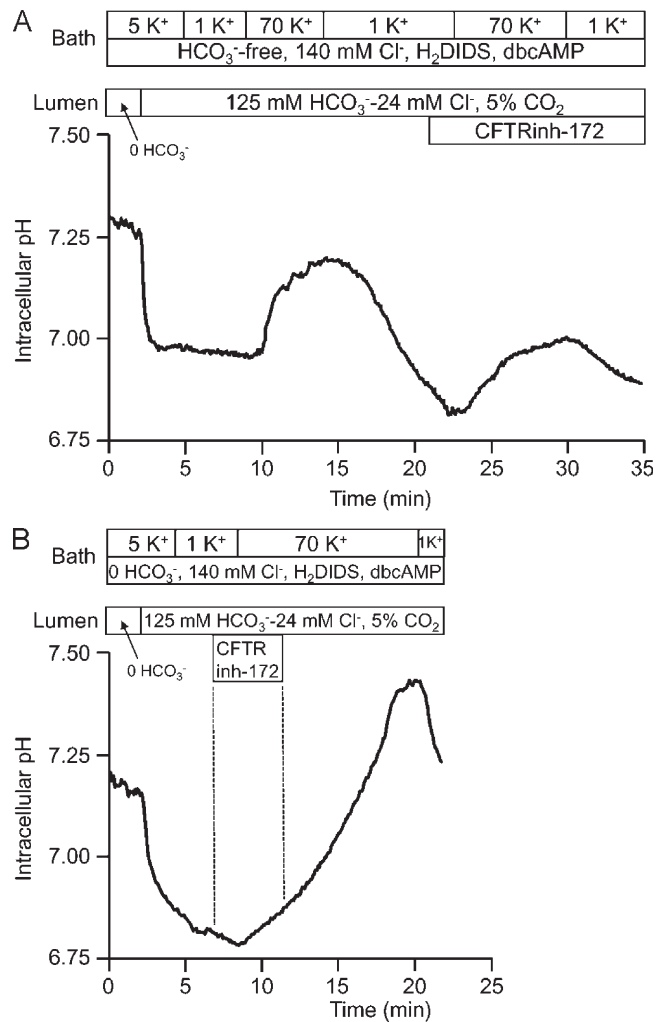 A
Bath
5 K⁺ 1 K⁺ 70 K⁺ 1 K⁺ 70 K⁺ 1 K⁺
HCO₃⁻-free, 140 mM Cl⁻, H₂DIDS, dbcAMP
Lumen
125 mM HCO₃⁻-24 mM Cl⁻, 5% CO₂
0 HCO₃⁻
CFTRinh-172
7.50
7.25
7.00
6.75
Intracellular pH
0 5 10 15 20 25 30 35
Time (min)
B
Bath
5 K⁺ 1 K⁺ 70 K⁺ 1K⁺
0 HCO₃⁻, 140 mM Cl⁻, H₂DIDS, dbcAMP
Lumen
125 mM HCO₃⁻-24 mM Cl⁻, 5% CO₂
0 HCO₃⁻
CFTR
inh-172
7.50
7.25
7.00
6.75
Intracellular pH
0 5 10 15 20 25
Time (min)